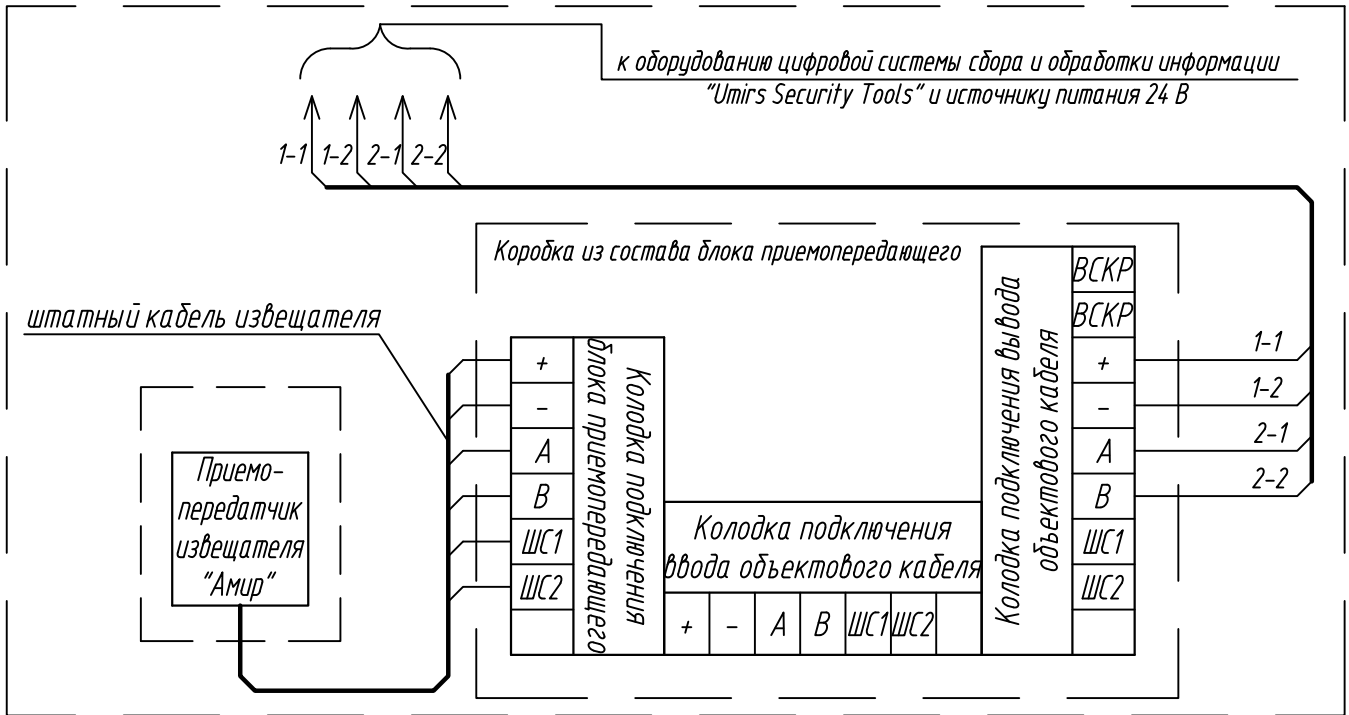 к оборудованию цифровой системы сбора и обработки информации
"Umirs Security Tools" и источнику питания 24 В
1-1 1-2 2-1 2-2
Коробка из состава блока приемопередающего
штатный кабель извещателя
Приемо-
передатчик
извещателя
"Амир"
+
-
А
В
ШС1
ШС2
Колодка подключения
блока приемопередающего
Колодка подключения
ввода объектового кабеля
+ - А В ШС1 ШС2
Колодка подключения вывода
объектового кабеля
ВСКР
ВСКР
+
-
А
В
ШС1
ШС2
1-1
1-2
2-1
2-2